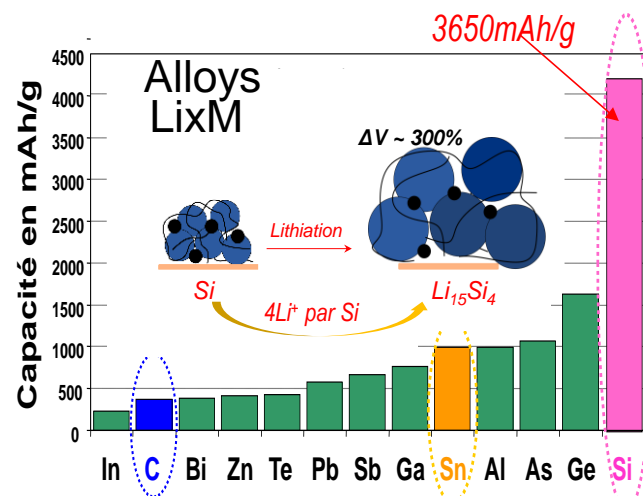 3650mAh/g
Alloys
LixM
ΔV ~ 300%
Capacité en mAh/g
4500
4000
3500
3000
2500
2000
1500
1000
500
0
Lithiation
Si
Li₁₅Si₄
4Li⁺ par Si
In C Bi Zn Te Pb Sb Ga Sn Al As Ge Si